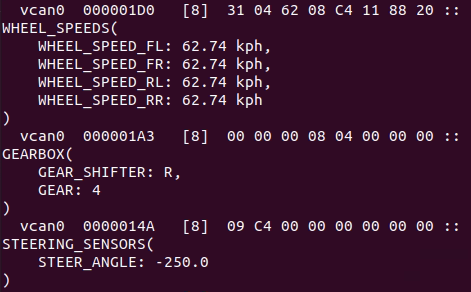 vcan0  000001D0   [8]  31 04 62 08 C4 11 88 20 ::
WHEEL_SPEEDS(
    WHEEL_SPEED_FL: 62.74 kph,
    WHEEL_SPEED_FR: 62.74 kph,
    WHEEL_SPEED_RL: 62.74 kph,
    WHEEL_SPEED_RR: 62.74 kph
)
vcan0  000001A3   [8]  00 00 00 08 04 00 00 00 ::
GEARBOX(
    GEAR_SHIFTER: R,
    GEAR: 4
)
vcan0  0000014A   [8]  09 C4 00 00 00 00 00 00 ::
STEERING_SENSORS(
    STEER_ANGLE: -250.0
)